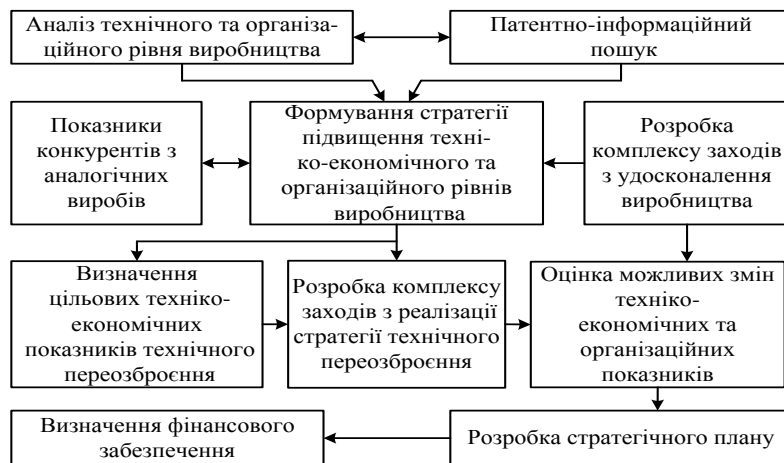 Аналіз технічного та організа-
ційного рівня виробництва
Патентно-інформаційний
пошук
Показники
конкурентів з
аналогічних
виробів
Формування стратегії
підвищення техні-
ко-економічного та
організаційного рівнів
виробництва
Розробка
комплексу заходів
з удосконалення
виробництва
Визначення
цільових техніко-
економічних
показників технічного
переозброєння
Розробка комплексу
заходів з реалізації
стратегії технічного
переозброєння
Оцінка можливих змін
техніко-
економічних та
організаційних
показників
Визначення фінансового
забезпечення
Розробка стратегічного плану